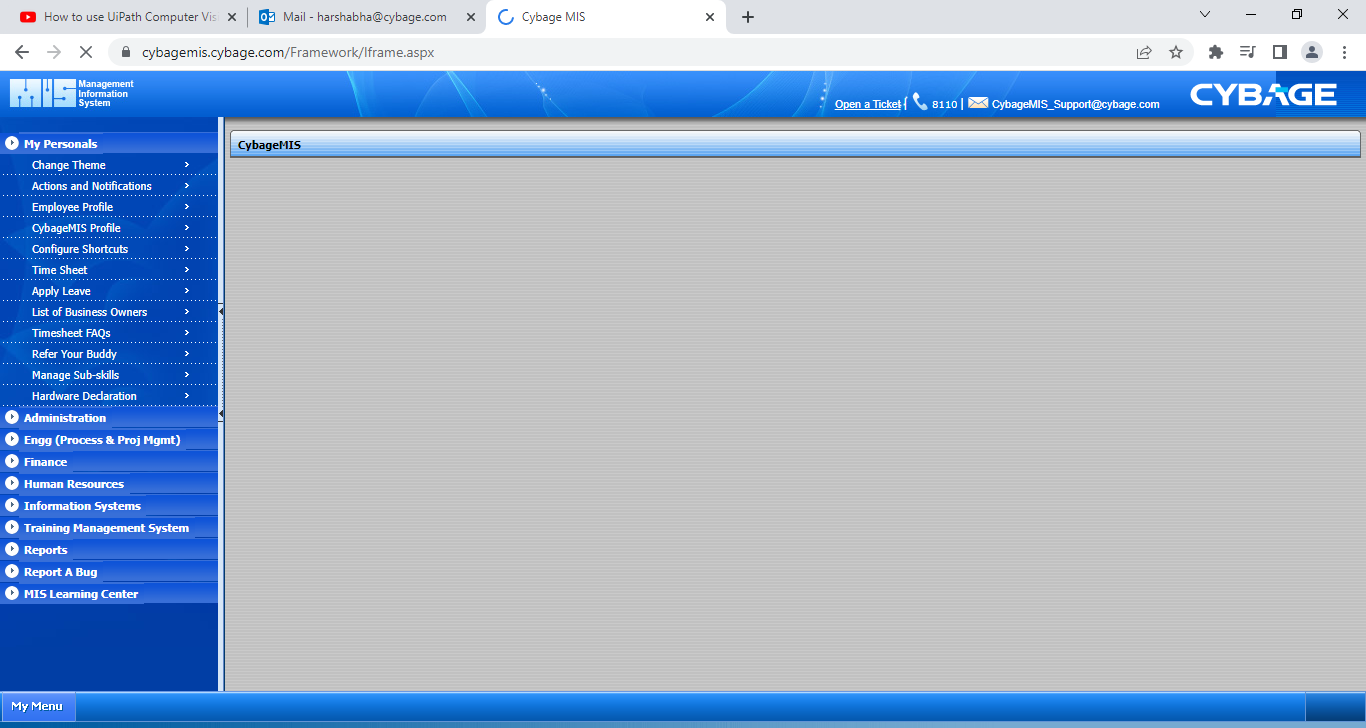 How to use UiPath Computer Vis
Mail - harshabha@cybage.com
Cybage MIS
cybagemis.cybage.com/Framework/Iframe.aspx
MIS Management
Information
System
Open a Ticket | 8110 | CybageMIS_Support@cybage.com
CYBAGE
My Personals
CybageMIS
Change Theme
Actions and Notifications
Employee Profile
CybageMIS Profile
Configure Shortcuts
Time Sheet
Apply Leave
List of Business Owners
Timesheet FAQs
Refer Your Buddy
Manage Sub-skills
Hardware Declaration
Administration
Engg (Process & Proj Mgmt)
Finance
Human Resources
Information Systems
Training Management System
Reports
Report A Bug
MIS Learning Center
My Menu